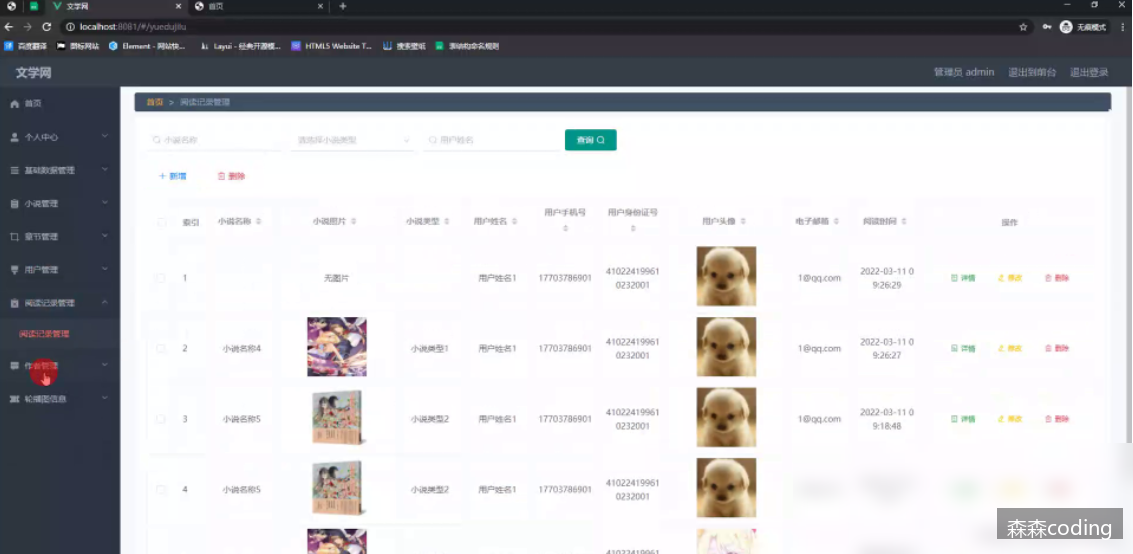 文学网
首页
localhost:8081/#/yuedujilu
无痕模式
百度翻译
图标网站
Element - 网站快...
Layui - 经典开源模...
HTML5 Website T...
搜索壁纸
文学网
管理员 admin
退出到前台
退出登录
首页
个人中心
基础数据管理
小说管理
章节管理
用户管理
阅读记录管理
阅读记录管理
作者管理
轮播图信息
首页 > 阅读记录管理
小说名称
请选择小说类型
用户姓名
查询
+ 新增
删除
索引 小说名称 小说图片 小说类型 用户姓名 用户手机号 用户身份证号 用户头像 电子邮箱 阅读时间 操作
1 无图片 用户姓名1 17703786901 41022419961 1@qq.com 2022-03-11 0 详情 修改 删除
0232001 9:26:29
2 小说名称4 小说类型1 用户姓名1 17703786901 41022419961 1@qq.com 2022-03-11 0 详情 修改 删除
0232001 9:26:27
3 小说名称5 小说类型2 用户姓名1 17703786901 41022419961 1@qq.com 2022-03-11 0 详情 修改 删除
0232001 9:18:48
4 小说名称5 小说类型2 用户姓名1 17703786901 41022419961
0232001
41022419961
森森coding